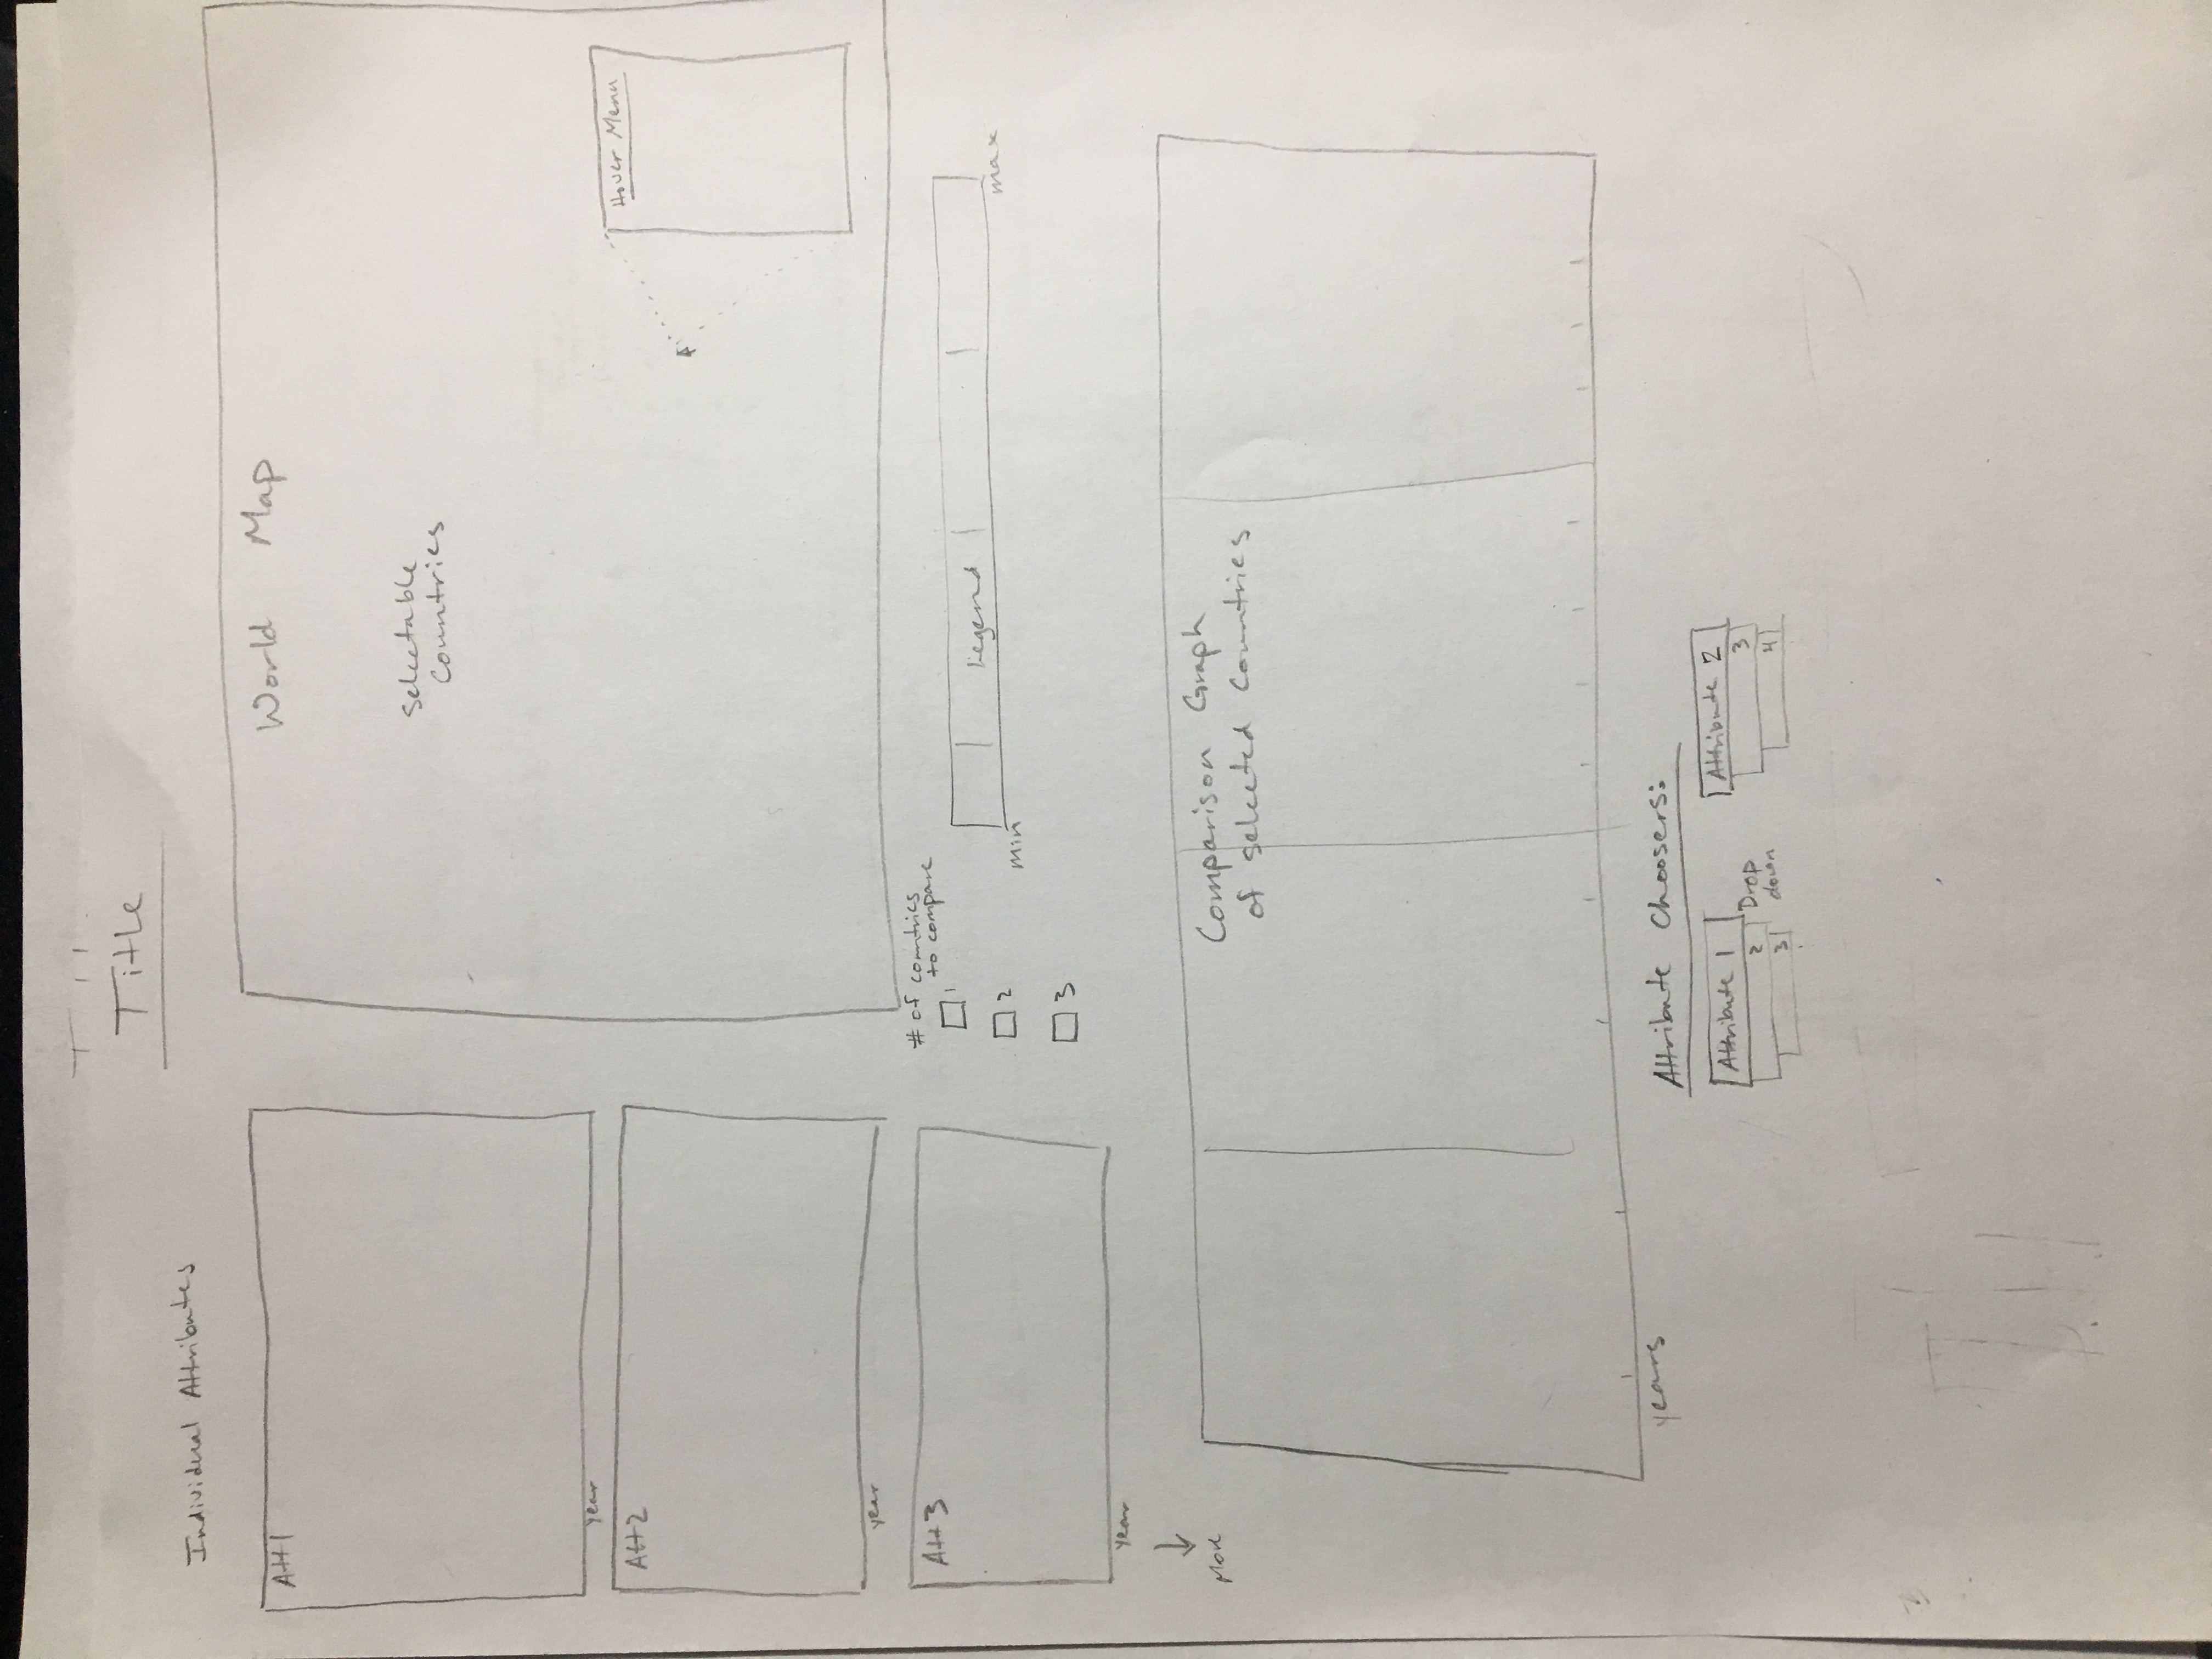 Title
Individual Attributes
Att1
year
Att2
year
Att3
year
More
World Map
Selectable
Countries
Hover Menu
# of countries
to compare
1
2
3
Legend
min
max
Comparison Graph
of selected Countries
years
Attribute Choosers:
Attribute 1
2
3
Drop
down
Attribute 2
3
4